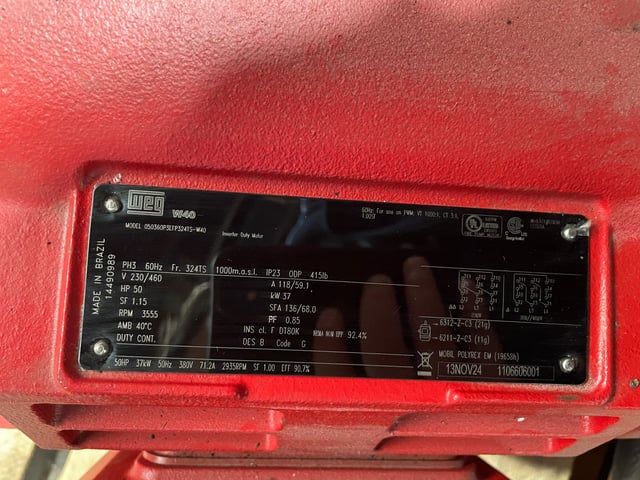 WEG
W40
MODEL 05036OP3EFP324TS-W40
Inverter Duty Motor
60Hz: For use on PWM, VT 1000:1, CT 3:1,
1.0SF
MADE IN BRAZIL
14490989
PH3 60Hz Fr. 324TS 1000m.a.s.l. IP23 ODP 415lb
V 230/460 A 118/59.1
HP 50 kW 37
SF 1.15 SFA 136/68.0
RPM 3555 PF 0.85
AMB 40°C INS cl. F DT80K NEMA NOM EFF 92.4%
DUTY CONT. DES B Code G
6312-Z-C3 (21g)
6211-Z-C3 (11g)
MOBIL POLYREX EM (19650h)
50HP 37kW 50Hz 380V 71.2A 2935RPM SF 1.00 EFF 90.7%
13NOV24 1106606001